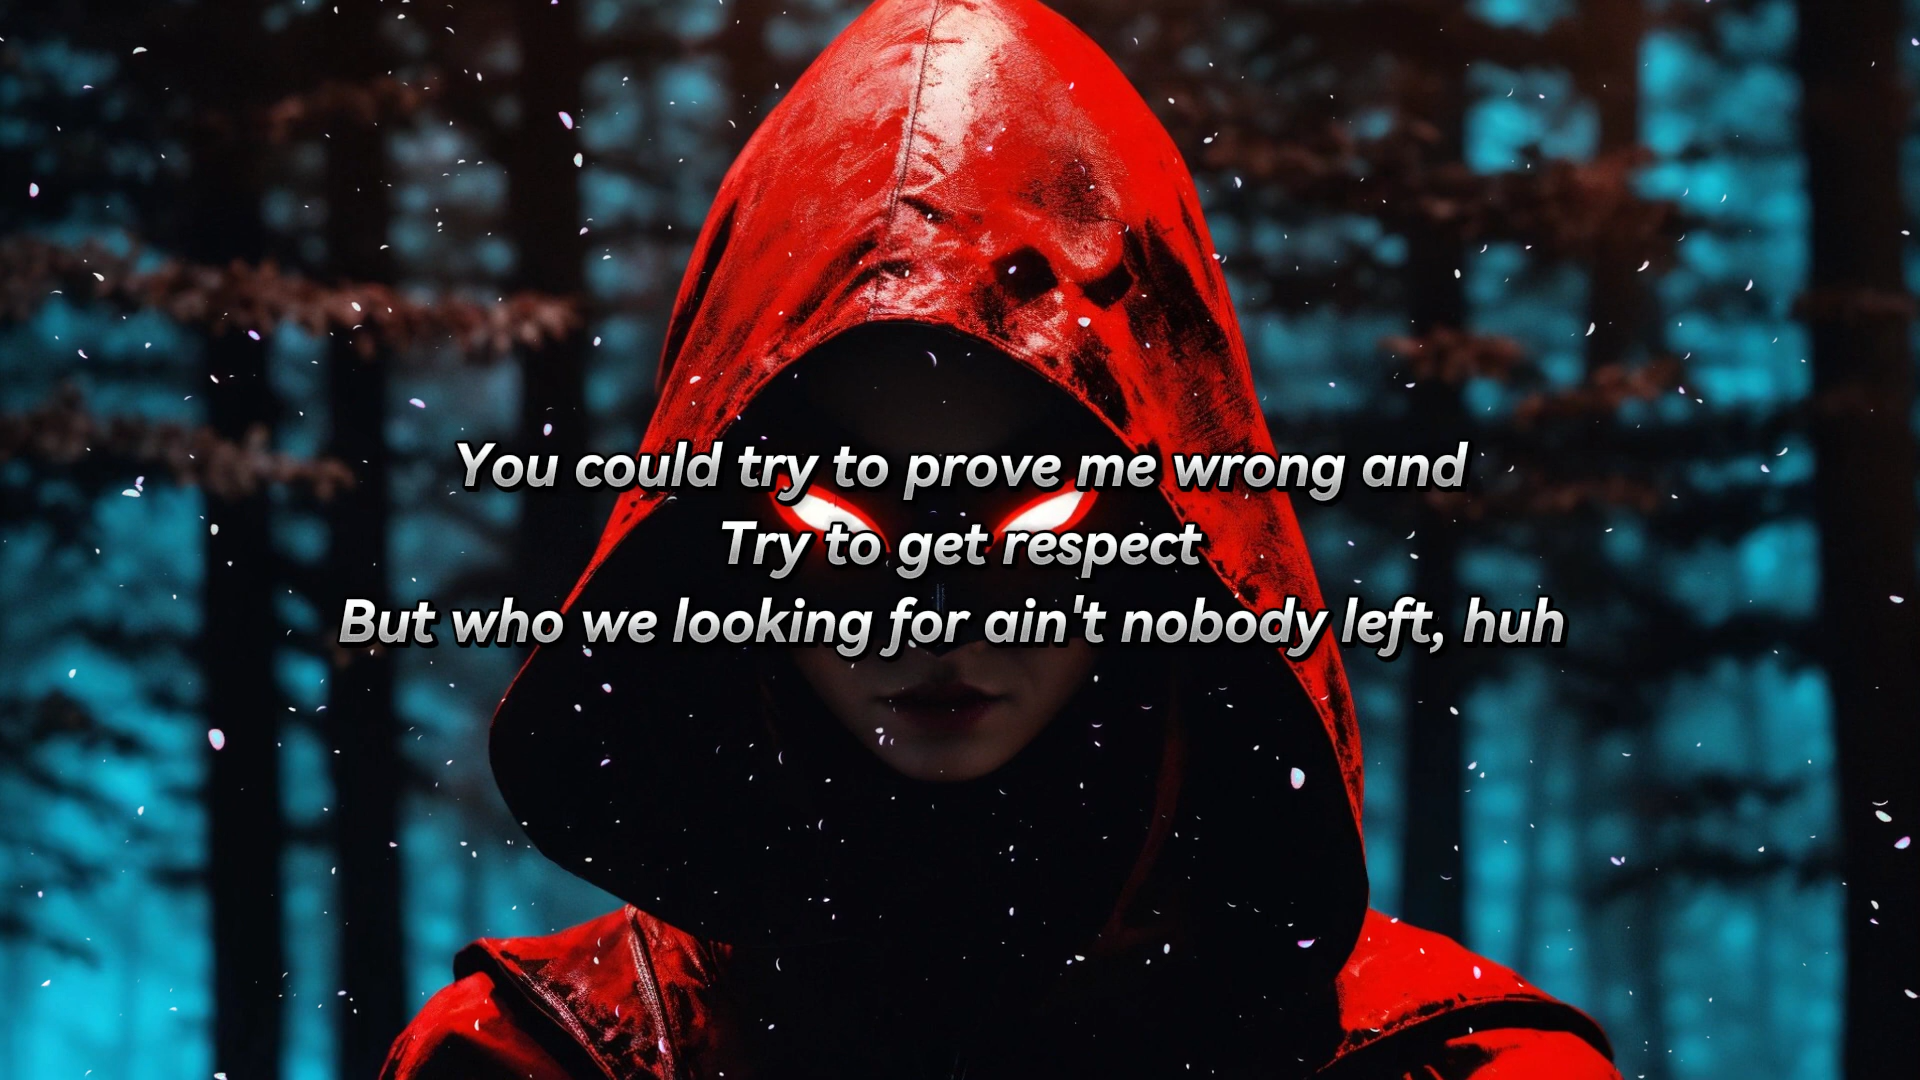 You could try to prove me wrong and
Try to get respect
But who we looking for ain't nobody left, huh